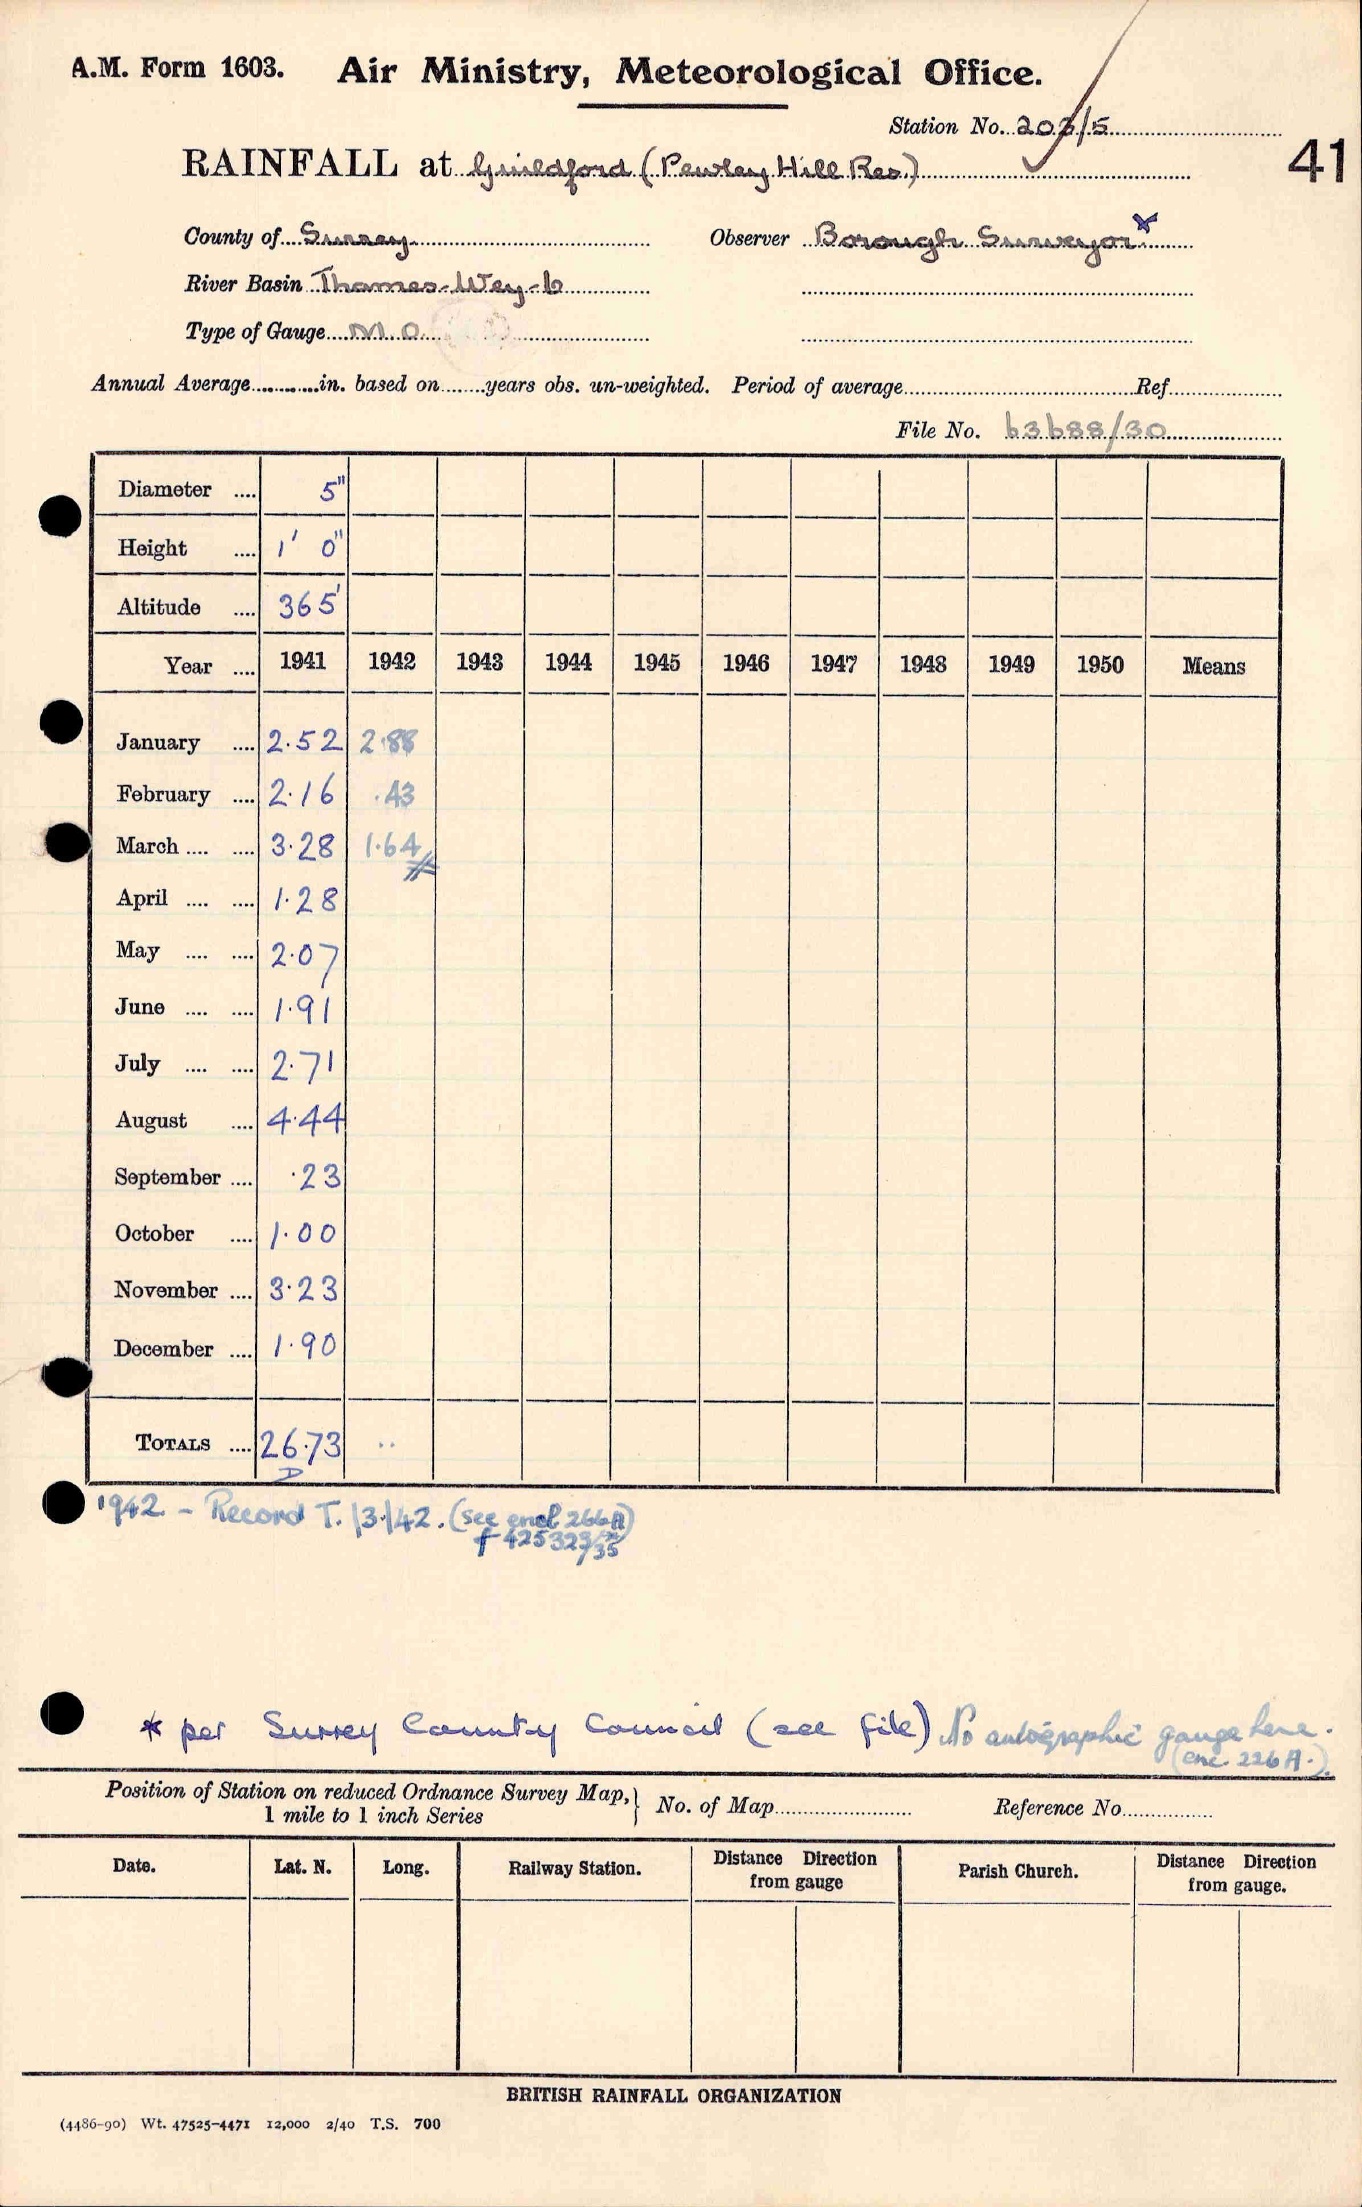 A.M. Form 1603. Air Ministry, Meteorological Office.
Station No. 203/5
41
RAINFALL at Guildford (Pewley Hill Res.)
County of Surrey Observer Borough Surveyor *
River Basin Thames-Wey-b
Type of Gauge M.O.
Annual Average............in. based on........years obs. un-weighted. Period of average Ref.
File No. 63688/30
Diameter .... 5"
Height .... 1' 0"
Altitude .... 365'
Year .... 1941 1942 1943 1944 1945 1946 1947 1948 1949 1950 Means
January .... 2.52 2.88
February .... 2.16 .43
March .... .... 3.28 1.64
April .... .... 1.28
May .... .... 2.07
June .... .... 1.91
July .... .... 2.71
August .... 4.44
September .... .23
October .... 1.00
November .... 3.23
December .... 1.90
TOTALS .... 26.73 ..
1942 - Record T. /3/42. (see encl 266A)
f 425323/35
* per Surrey County Council (see file) No autographic gauge here.
(enc. 226A.).
Position of Station on reduced Ordnance Survey Map,} No. of Map Reference No.
1 mile to 1 inch Series
Date. Lat. N. Long. Railway Station. Distance Direction from gauge Parish Church. Distance Direction from gauge.
BRITISH RAINFALL ORGANIZATION
(4486-90) Wt. 47525-4471 12,000 2/40 T.S. 700